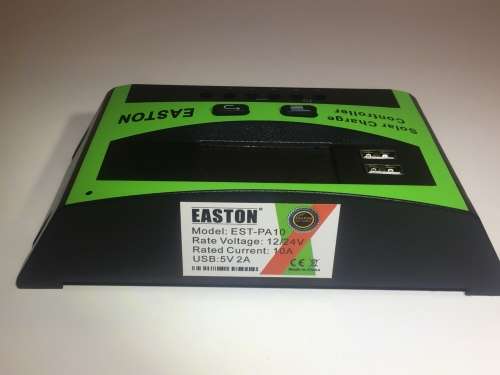 EASTON
Solar Charge
Controller
EASTON®
Model: EST-PA10
Rate Voltage: 12/24V
Rated Current: 10A
USB:5V 2A
CE
Made in China